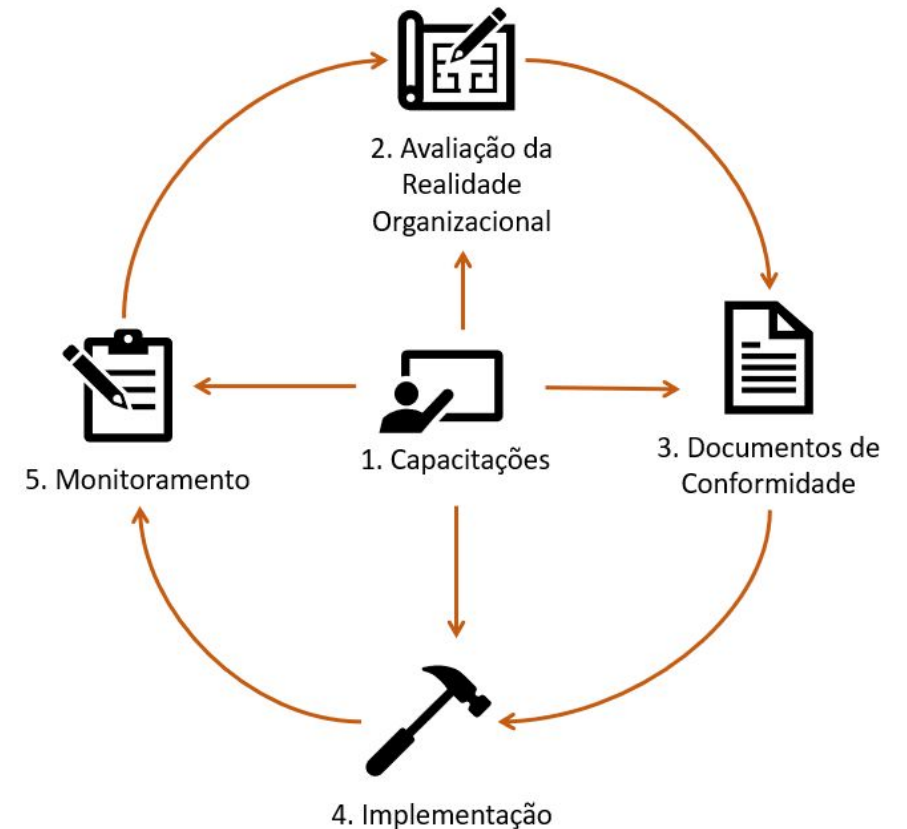 2. Avaliação da
Realidade
Organizacional
1. Capacitações
3. Documentos de
Conformidade
5. Monitoramento
4. Implementação